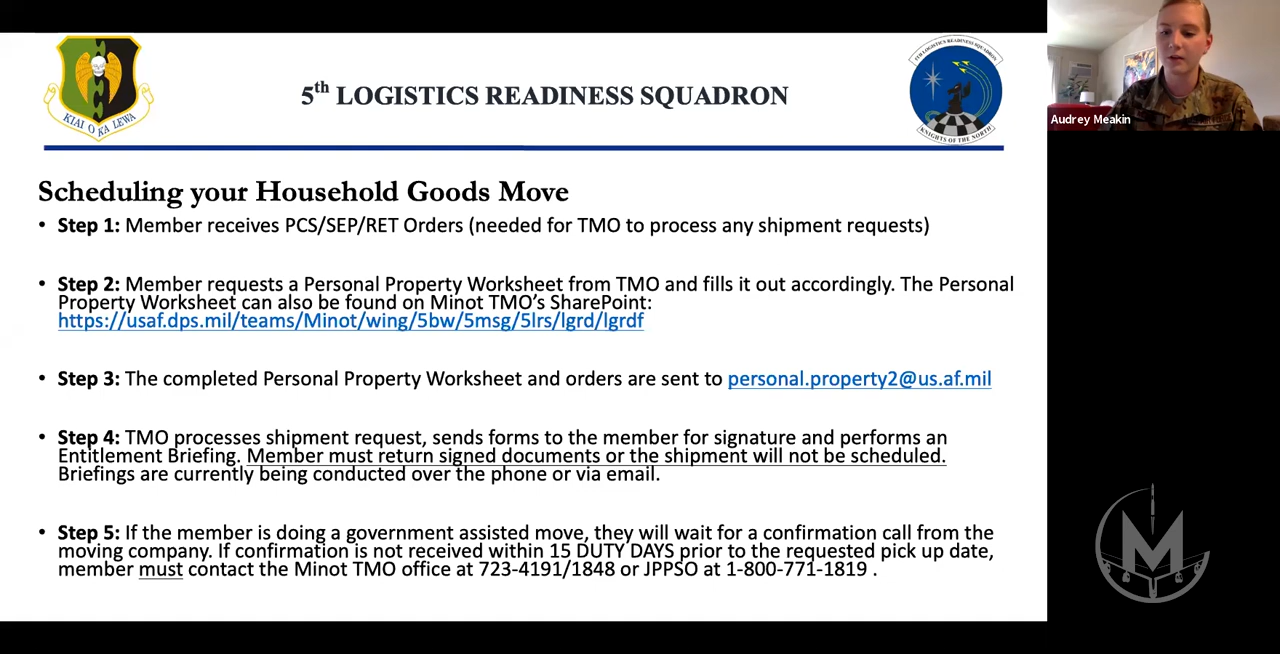 5th LOGISTICS READINESS SQUADRON
KIAI O KA LEWA
5TH LOGISTICS READINESS SQUADRON
KNIGHTS OF THE NORTH
Audrey Meakin
Scheduling your Household Goods Move
• Step 1: Member receives PCS/SEP/RET Orders (needed for TMO to process any shipment requests)
• Step 2: Member requests a Personal Property Worksheet from TMO and fills it out accordingly. The Personal
Property Worksheet can also be found on Minot TMO's SharePoint:
https://usaf.dps.mil/teams/Minot/wing/5bw/5msg/5lrs/lgrd/lgrdf
• Step 3: The completed Personal Property Worksheet and orders are sent to personal.property2@us.af.mil
• Step 4: TMO processes shipment request, sends forms to the member for signature and performs an
Entitlement Briefing. Member must return signed documents or the shipment will not be scheduled.
Briefings are currently being conducted over the phone or via email.
• Step 5: If the member is doing a government assisted move, they will wait for a confirmation call from the
moving company. If confirmation is not received within 15 DUTY DAYS prior to the requested pick up date,
member must contact the Minot TMO office at 723-4191/1848 or JPPSO at 1-800-771-1819 .
M